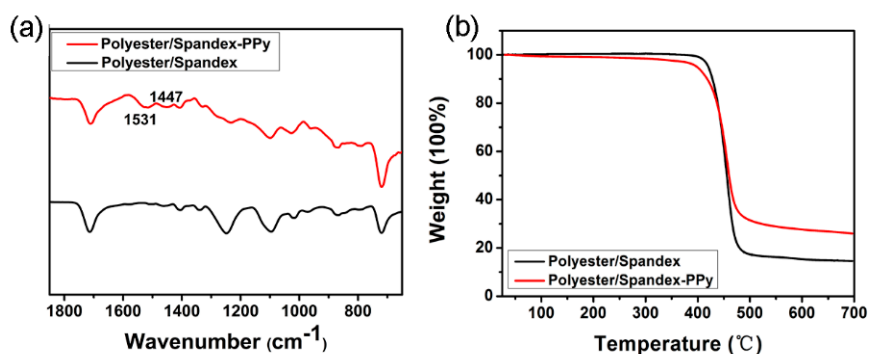 (a)
Polyester/Spandex-PPy
Polyester/Spandex
1447
1531
1800 1600 1400 1200 1000 800
Wavenumber (cm-1)
(b)
Weight (100%)
100
80
60
40
20
0
Polyester/Spandex
Polyester/Spandex-PPy
100 200 300 400 500 600 700
Temperature (℃)